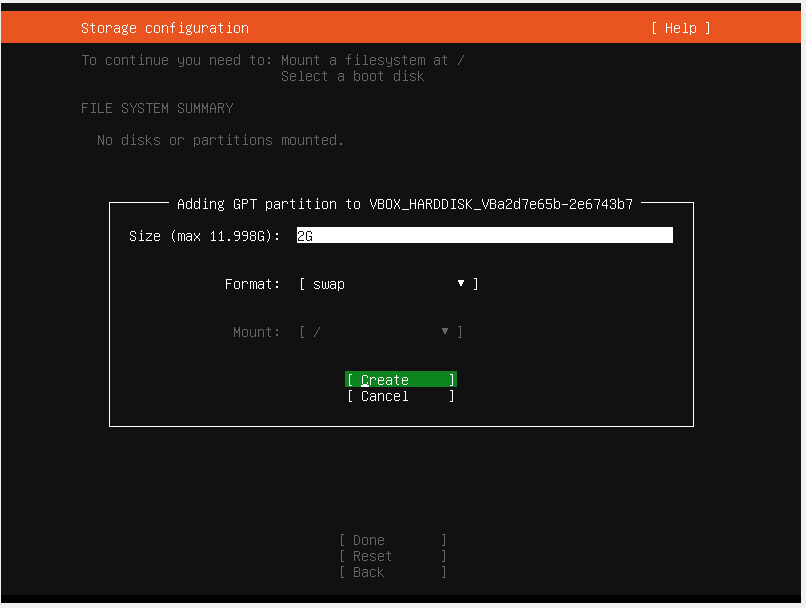 Storage configuration [ Help ]
To continue you need to: Mount a filesystem at /
Select a boot disk
FILE SYSTEM SUMMARY
No disks or partitions mounted.
Adding GPT partition to VBOX_HARDDISK_VBa2d7e65b-2e6743b7
Size (max 11.998G): 2G
Format: [ swap ▼ ]
Mount: [ / ▼ ]
[ Create ]
[ Cancel ]
[ Done ]
[ Reset ]
[ Back ]